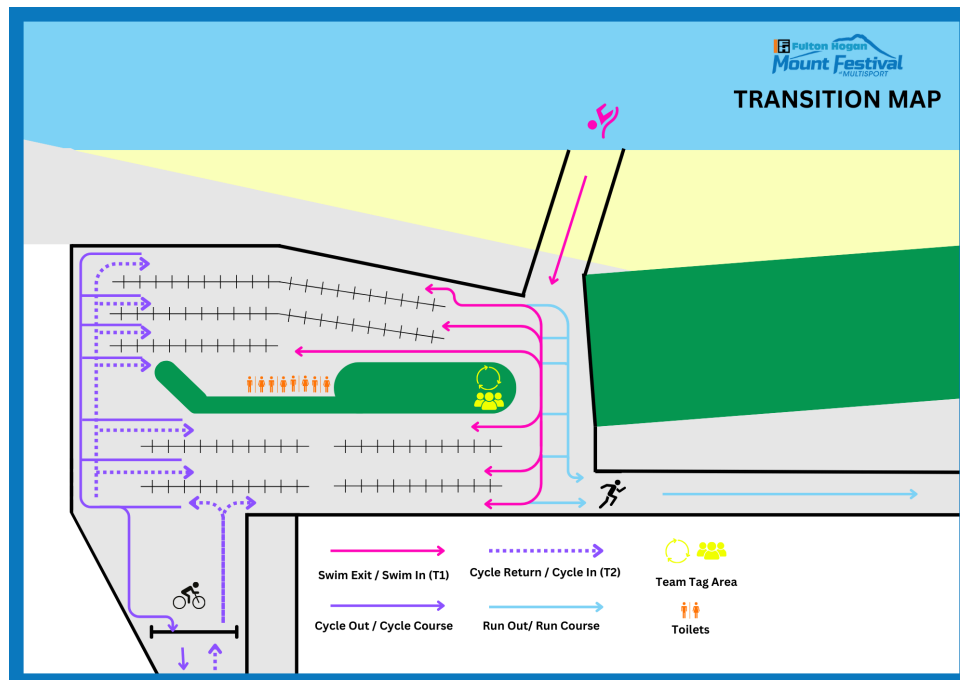 Fulton Hogan
Mount Festival
of MULTISPORT
TRANSITION MAP
Swim Exit / Swim In (T1)
Cycle Return / Cycle In (T2)
Team Tag Area
Cycle Out / Cycle Course
Run Out/ Run Course
Toilets